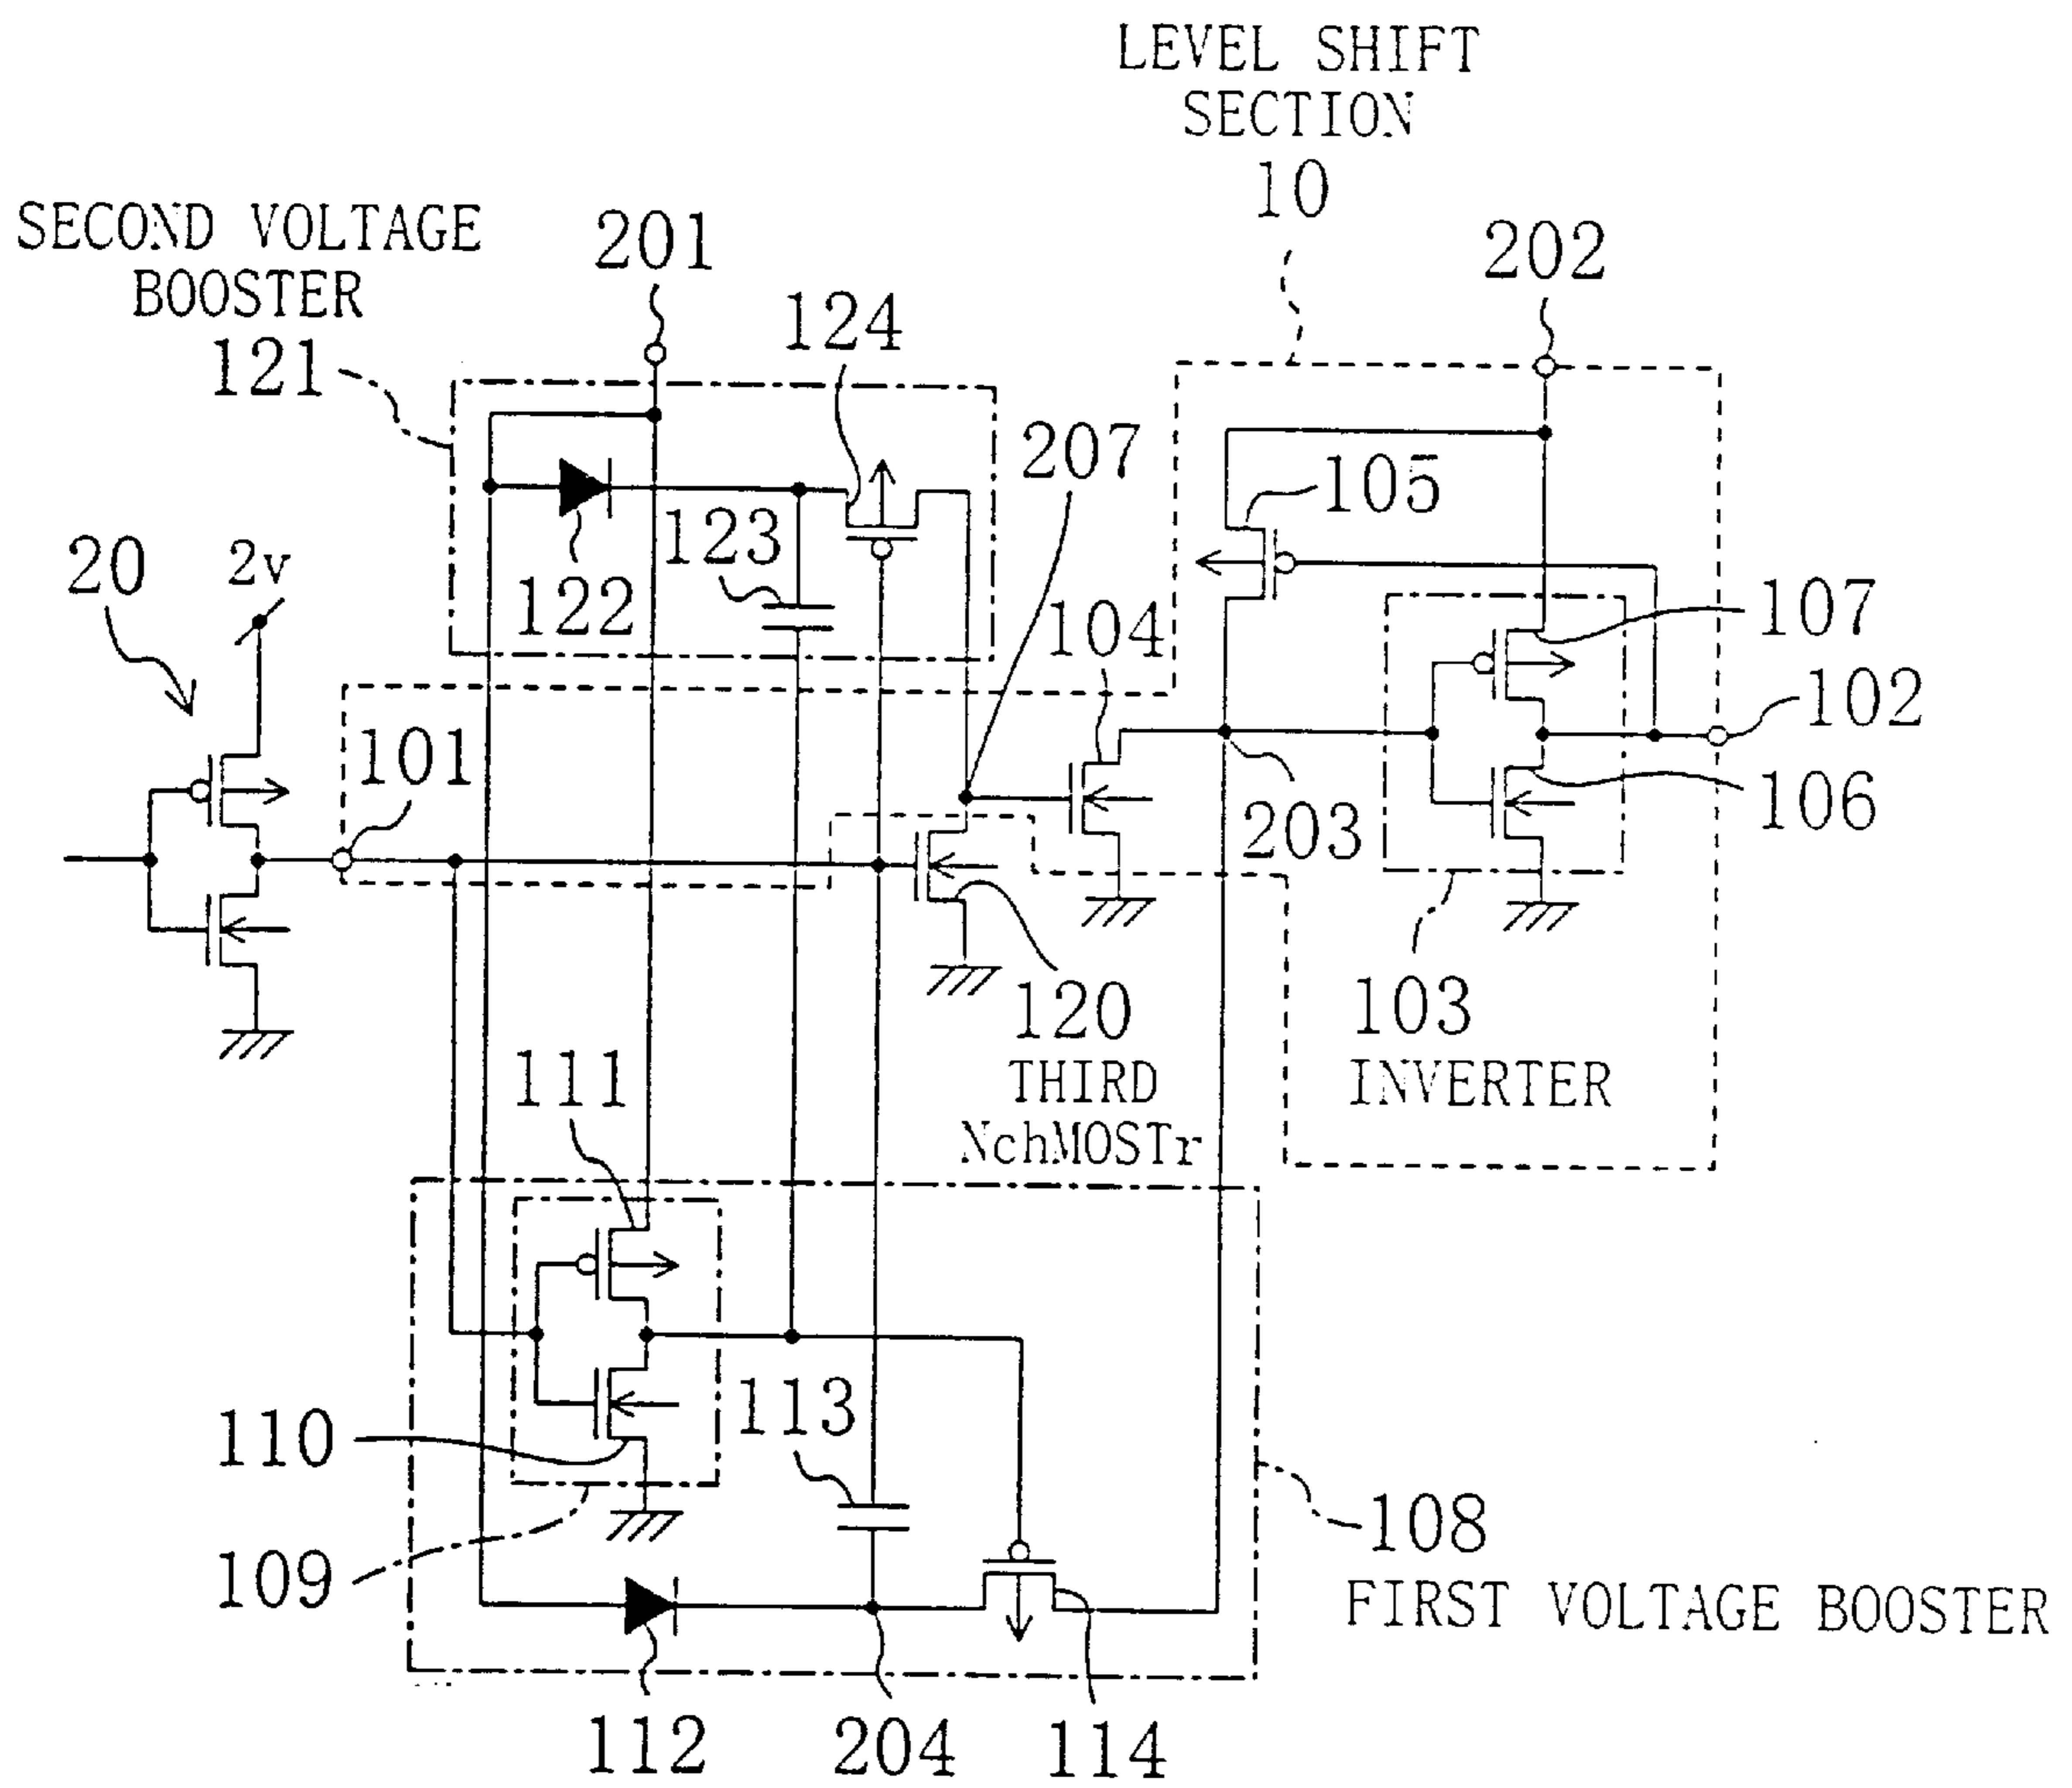 LEVEL SHIFT
SECTION
10
SECOND VOLTAGE
BOOSTER
121
201
202
124
207
105
20
2v
122
123
104
107
101
102
203
106
120
THIRD
NchMOSTr
103
INVERTER
111
110
113
109
108
FIRST VOLTAGE BOOSTER
112
204
114